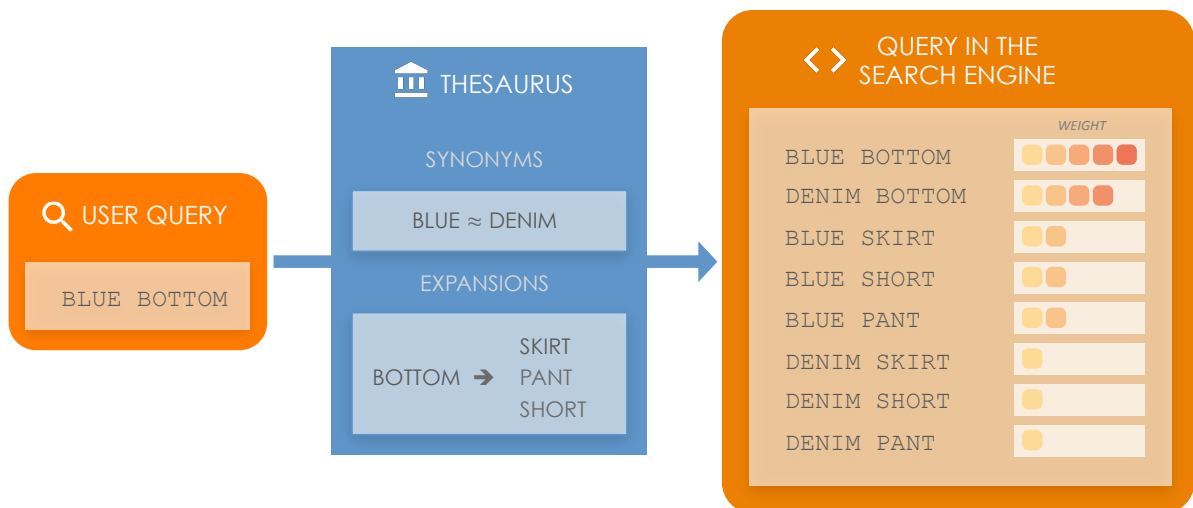 USER QUERY
BLUE BOTTOM
THESAURUS
SYNONYMS
BLUE ≈ DENIM
EXPANSIONS
SKIRT
BOTTOM ➔ PANT
SHORT
QUERY IN THE
SEARCH ENGINE
WEIGHT
BLUE BOTTOM
DENIM BOTTOM
BLUE SKIRT
BLUE SHORT
BLUE PANT
DENIM SKIRT
DENIM SHORT
DENIM PANT